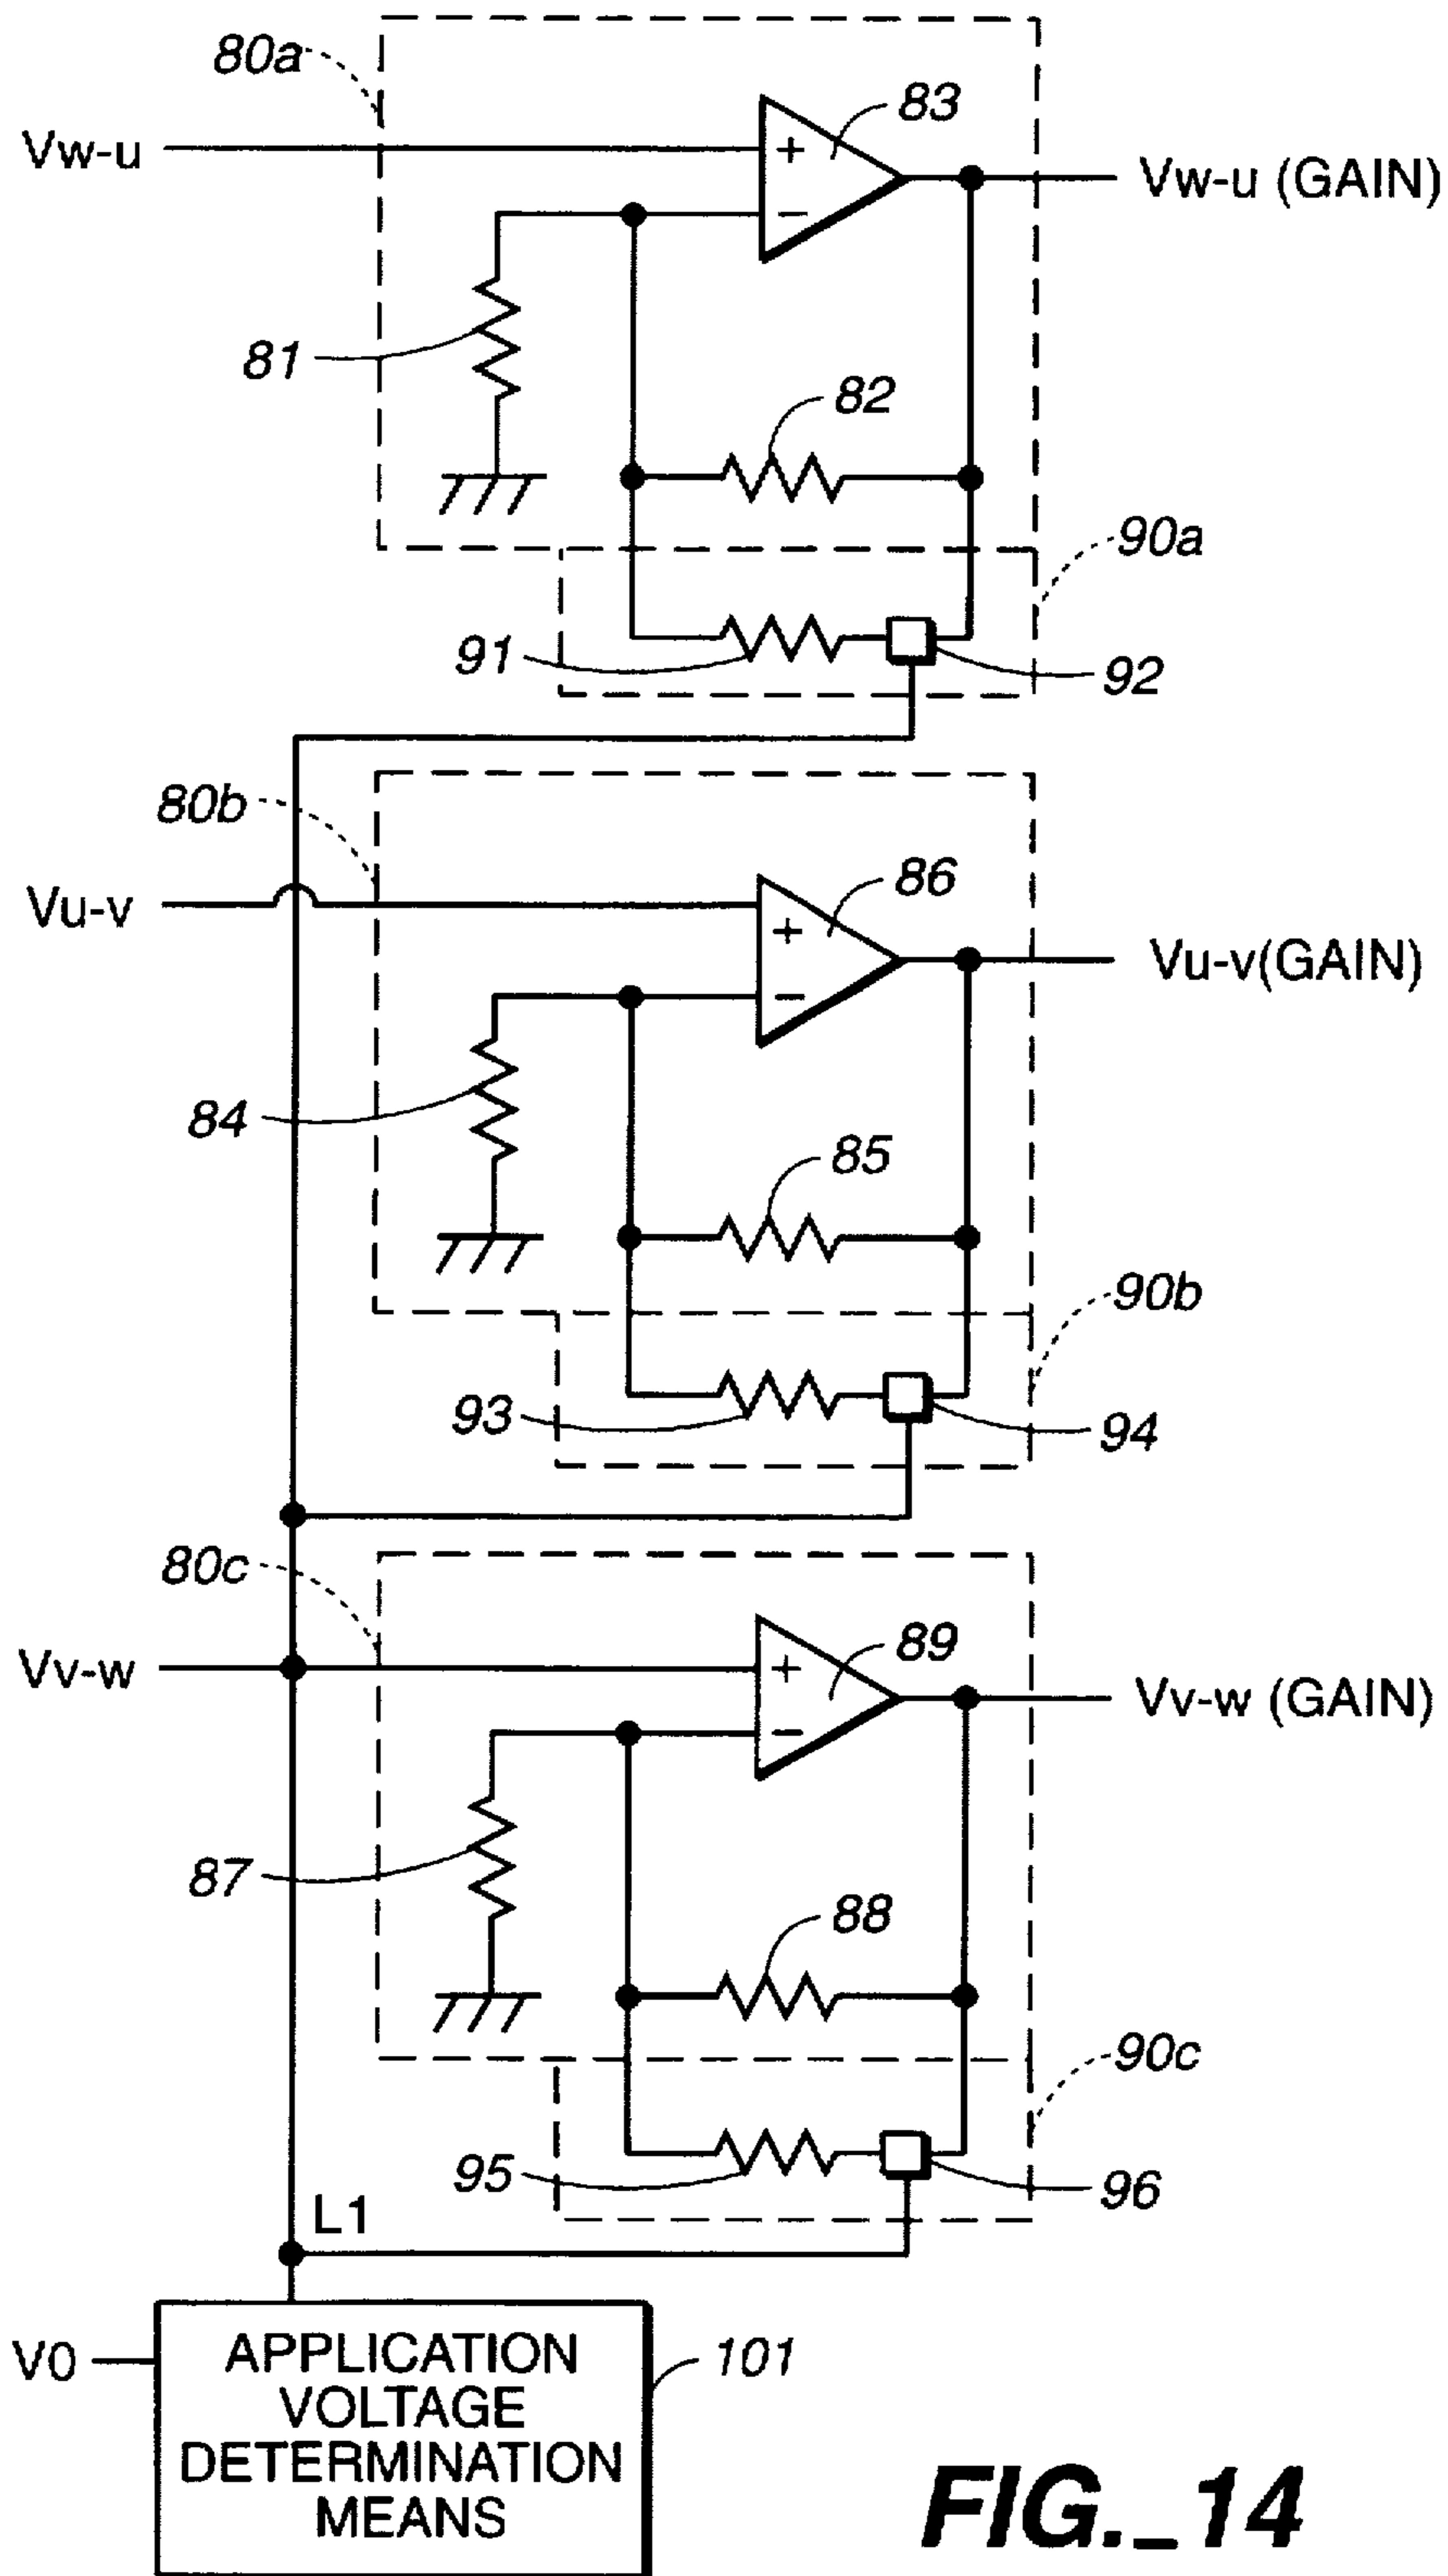 80a
83
Vw-u
+
Vw-u (GAIN)
−
81
82
90a
91
92
80b
86
Vu-v
+
Vu-v(GAIN)
−
84
85
90b
93
94
80c
89
Vv-w
+
Vv-w (GAIN)
−
87
88
90c
95
96
L1
V0
APPLICATION
VOLTAGE
DETERMINATION
MEANS
101
FIG._14